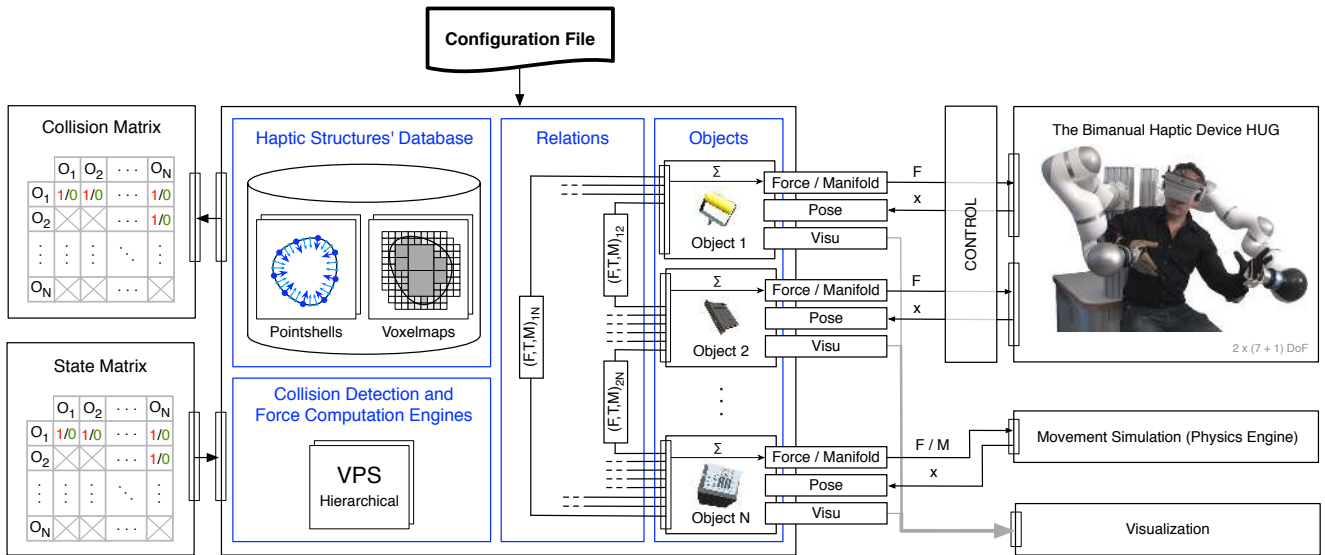 Configuration File
Collision Matrix
O1 O2 · · · ON
O1 1/0 1/0 · · · 1/0
O2 1/0
ON · · ·
State Matrix
O1 O2 · · · ON
O1 1/0 1/0 · · · 1/0
O2 · · · 1/0
ON · · ·
Haptic Structures' Database
Pointshells
Voxelmaps
Collision Detection and
Force Computation Engines
VPS
Hierarchical
Relations
(F,T,M)1N
(F,T,M)12
(F,T,M)2N
Objects
Σ
Object 1
Force / Manifold
Pose
Visu
Σ
Object 2
Force / Manifold
Pose
Visu
Σ
Object N
Force / Manifold
Pose
Visu
F
x
F
x
F / M
x
CONTROL
The Bimanual Haptic Device HUG
2 x (7 + 1) DoF
Movement Simulation (Physics Engine)
Visualization